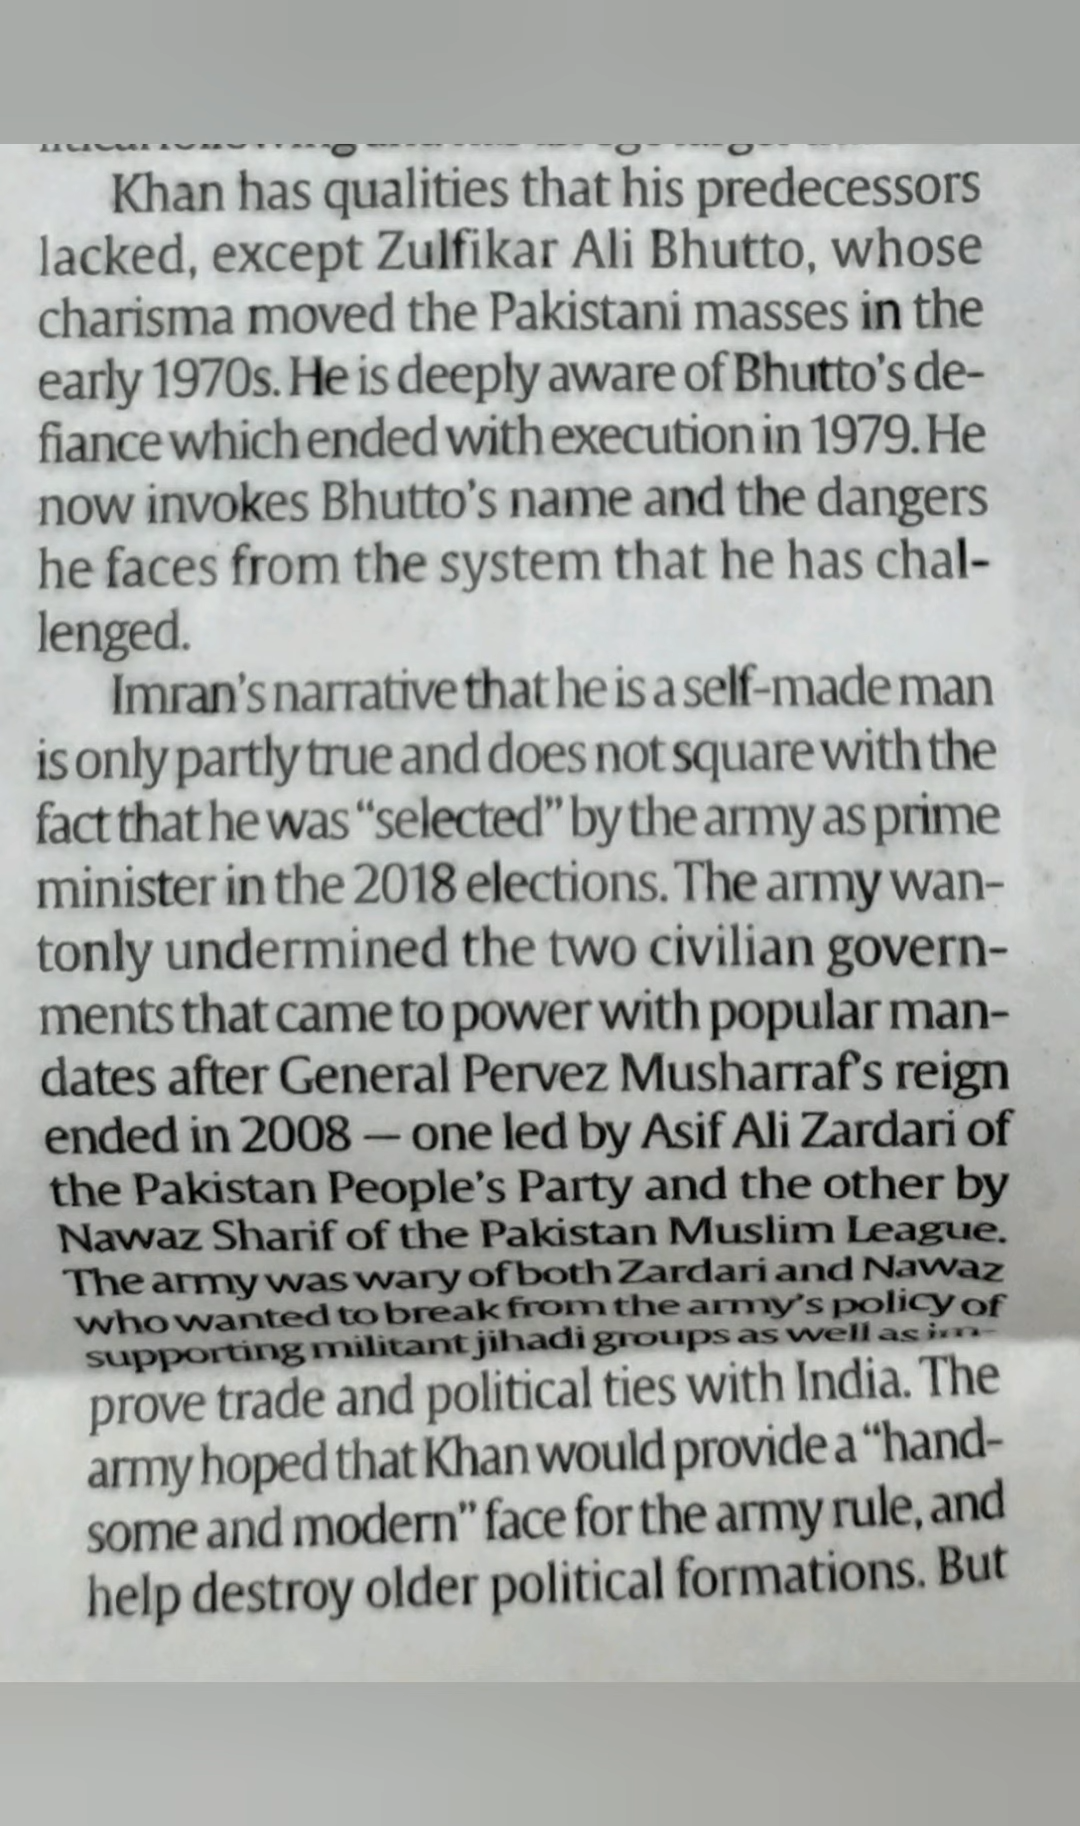 Khan has qualities that his predecessors
lacked, except Zulfikar Ali Bhutto, whose
charisma moved the Pakistani masses in the
early 1970s. He is deeply aware of Bhutto's de-
fiance which ended with execution in 1979. He
now invokes Bhutto's name and the dangers
he faces from the system that he has chal-
lenged.
Imran's narrative that he is a self-made man
is only partly true and does not square with the
fact that he was “selected” by the army as prime
minister in the 2018 elections. The army wan-
tonly undermined the two civilian govern-
ments that came to power with popular man-
dates after General Pervez Musharraf's reign
ended in 2008 — one led by Asif Ali Zardari of
the Pakistan People's Party and the other by
Nawaz Sharif of the Pakistan Muslim League.
The army was wary of both Zardari and Nawaz
who wanted to break from the army's policy of
supporting militant jihadi groups as well as im-
prove trade and political ties with India. The
army hoped that Khan would provide a “hand-
some and modern” face for the army rule, and
help destroy older political formations. But